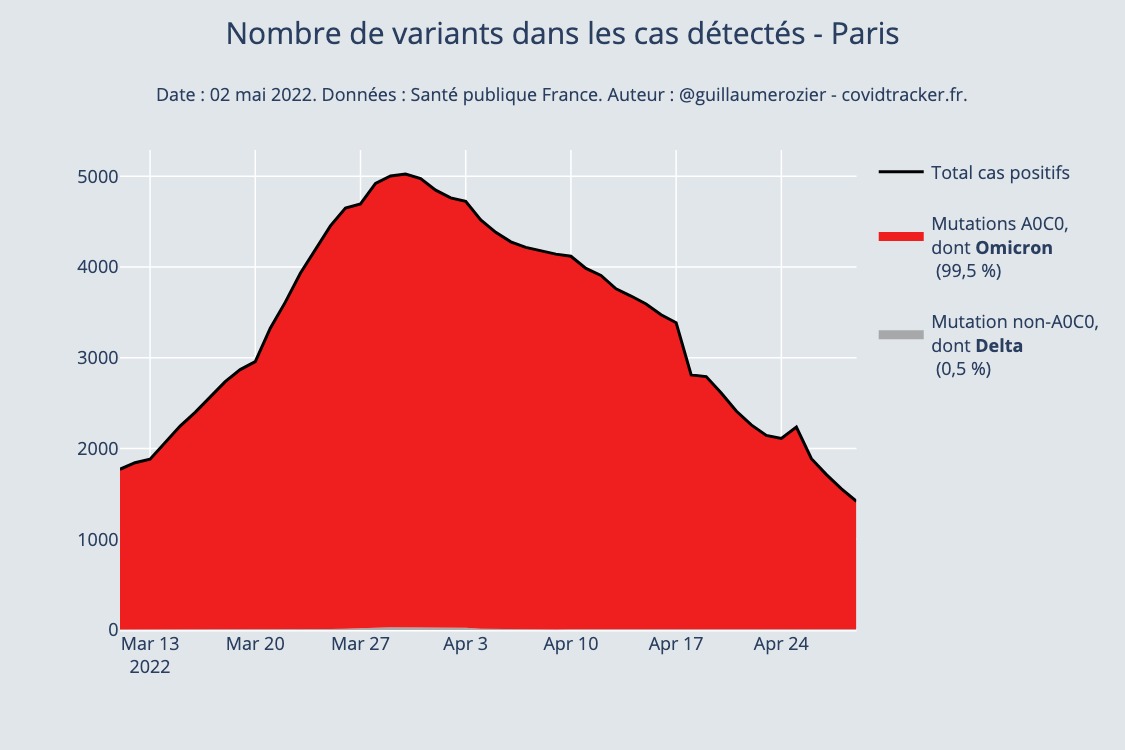 Nombre de variants dans les cas détectés - Paris
Date : 02 mai 2022. Données : Santé publique France. Auteur : @guillaumerozier - covidtracker.fr.
5000
4000
3000
2000
1000
0
Mar 13
2022
Mar 20
Mar 27
Apr 3
Apr 10
Apr 17
Apr 24
Total cas positifs
Mutations A0C0,
dont Omicron
(99,5 %)
Mutation non-A0C0,
dont Delta
(0,5 %)